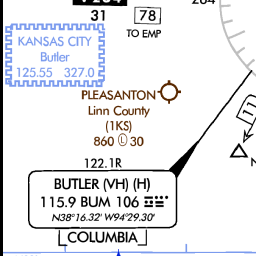 31
78
TO EMP
KANSAS CITY
Butler
125.55 327.0
PLEASANTON
Linn County
(1KS)
860 Ⓛ 30
11
122.1R
BUTLER (VH) (H)
115.9 BUM 106
N38°16.32' W94°29.30'
COLUMBIA